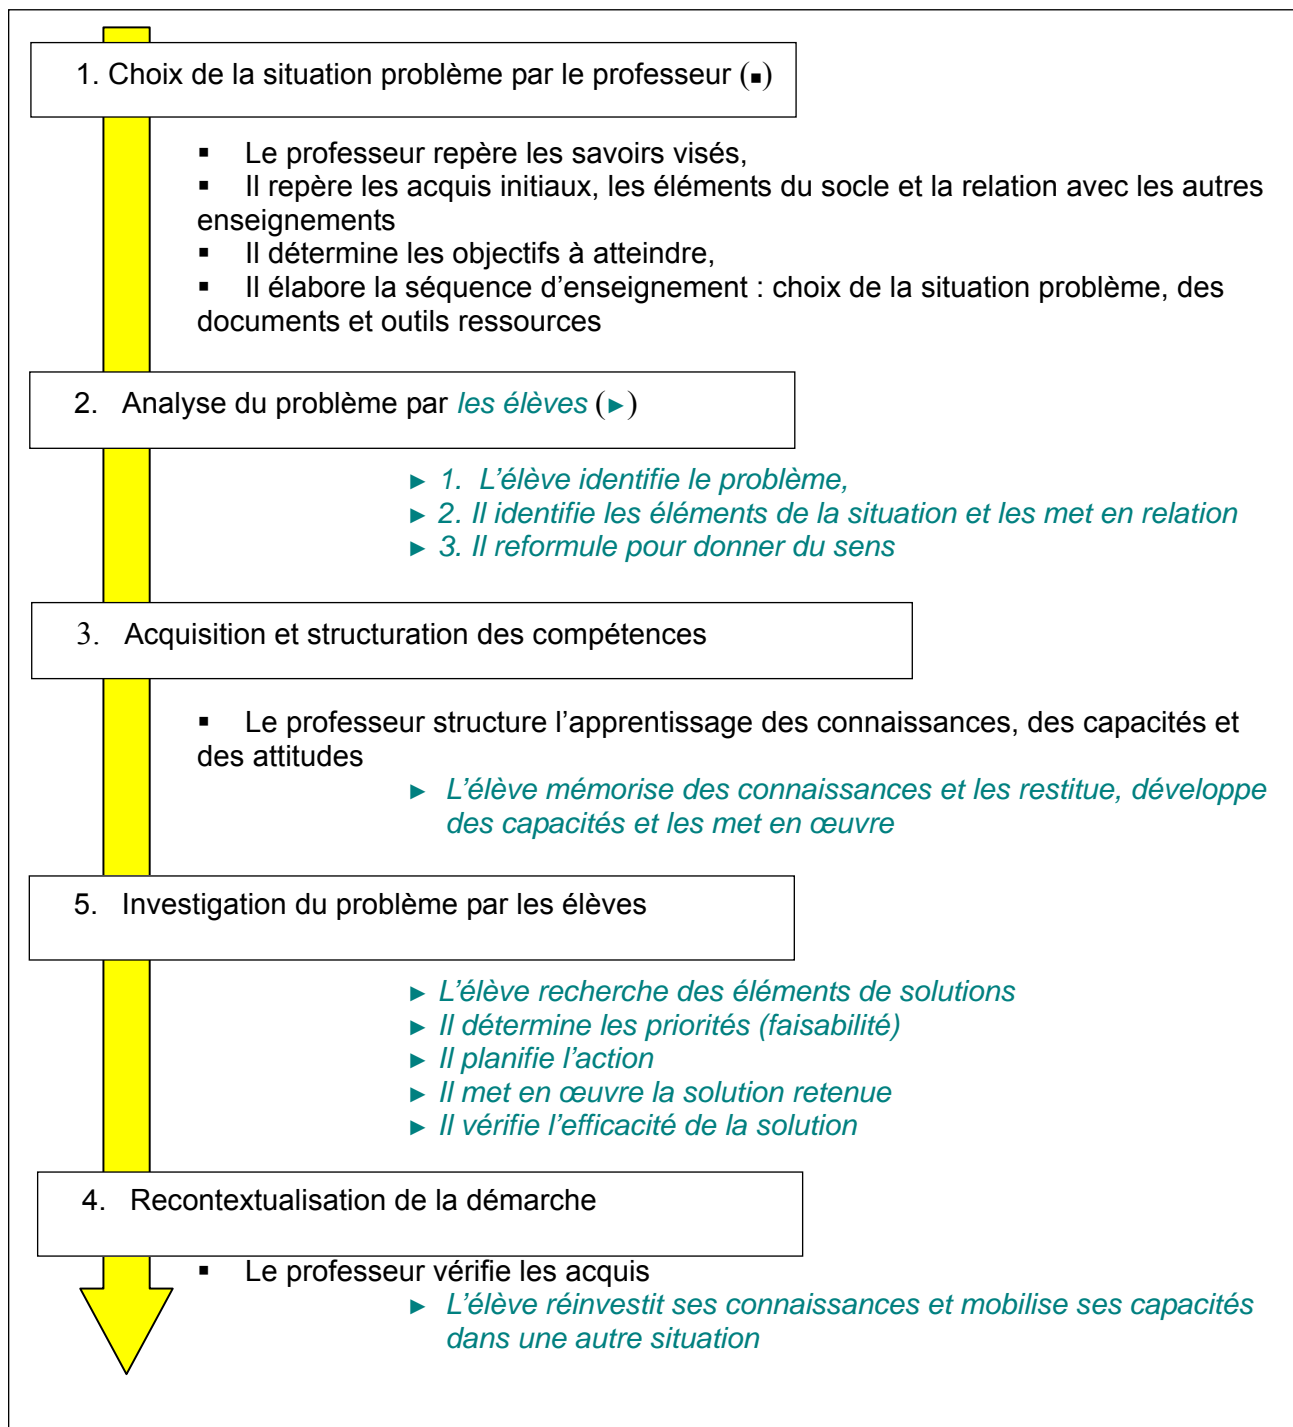 1. Choix de la situation problème par le professeur (▪)
▪ Le professeur repère les savoirs visés,
▪ Il repère les acquis initiaux, les éléments du socle et la relation avec les autres
enseignements
▪ Il détermine les objectifs à atteindre,
▪ Il élabore la séquence d’enseignement : choix de la situation problème, des
documents et outils ressources
2. Analyse du problème par les élèves (►)
► 1. L’élève identifie le problème,
► 2. Il identifie les éléments de la situation et les met en relation
► 3. Il reformule pour donner du sens
3. Acquisition et structuration des compétences
▪ Le professeur structure l’apprentissage des connaissances, des capacités et
des attitudes
► L’élève mémorise des connaissances et les restitue, développe
des capacités et les met en œuvre
5. Investigation du problème par les élèves
► L’élève recherche des éléments de solutions
► Il détermine les priorités (faisabilité)
► Il planifie l’action
► Il met en œuvre la solution retenue
► Il vérifie l’efficacité de la solution
4. Recontextualisation de la démarche
▪ Le professeur vérifie les acquis
► L’élève réinvestit ses connaissances et mobilise ses capacités
dans une autre situation